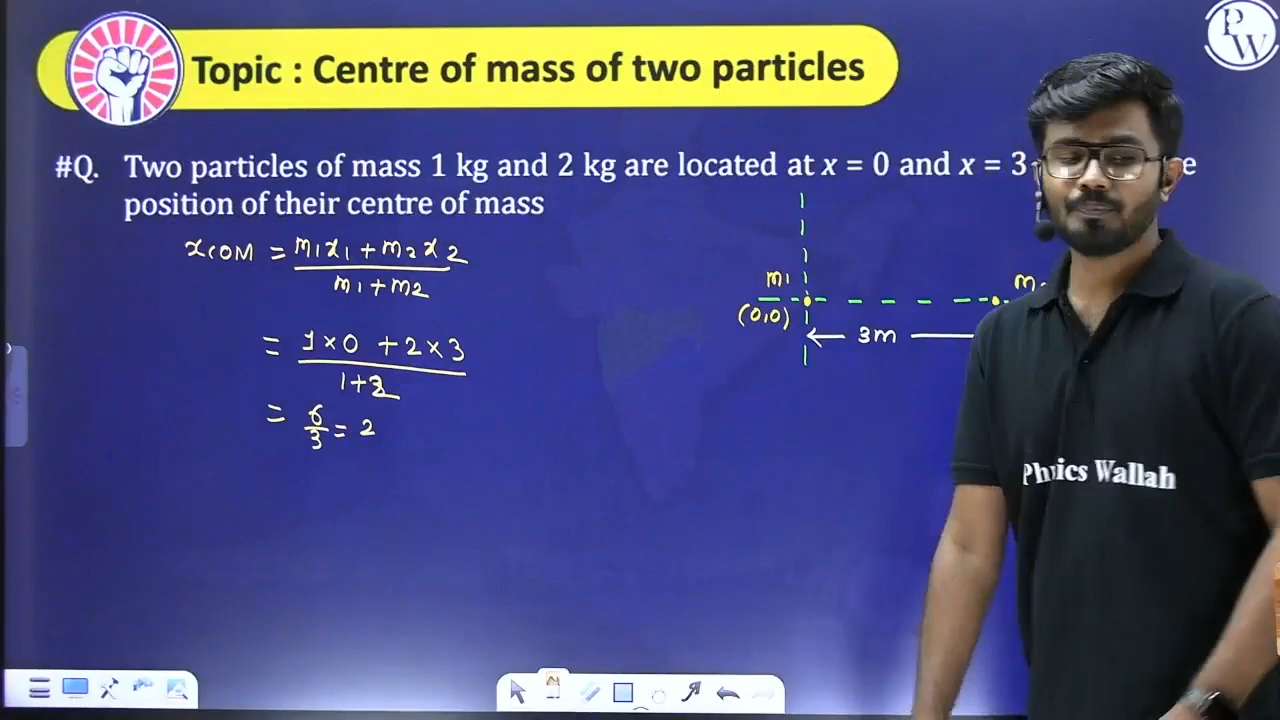 Topic : Centre of mass of two particles
PW
#Q. Two particles of mass 1 kg and 2 kg are located at x = 0 and x = 3
position of their centre of mass
xCOM = m1x1 + m2x2
m1 + m2
= 1×0 + 2×3
1+2
= 6/3 = 2
m1
(0,0)
3m
Physics Wallah